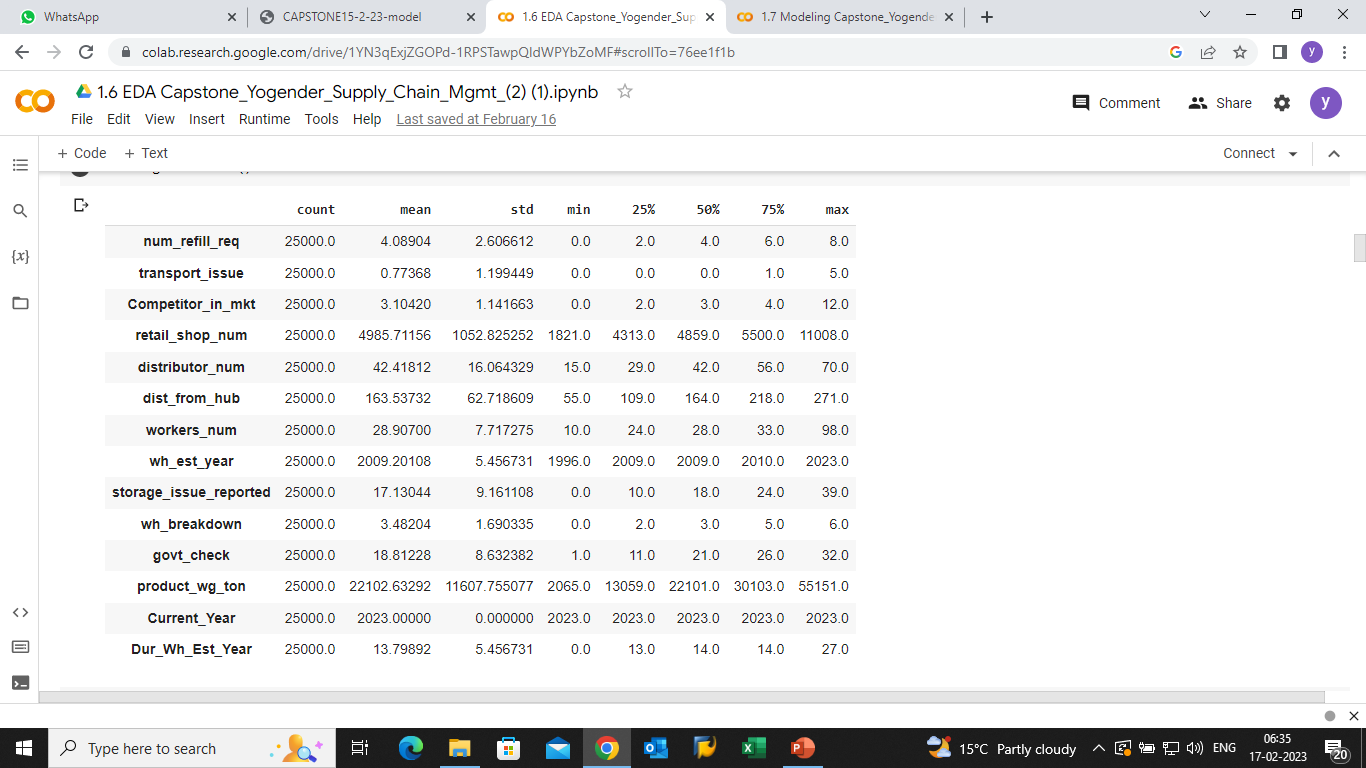 WhatsApp
CAPSTONE15-2-23-model
1.6 EDA Capstone_Yogender_Sup
1.7 Modeling Capstone_Yogende
colab.research.google.com/drive/1YN3qExjZGOPd-1RPSTawpQIdWPYbZoMF#scrollTo=76ee1f1b
y
1.6 EDA Capstone_Yogender_Supply_Chain_Mgmt_(2) (1).ipynb
File Edit View Insert Runtime Tools Help Last saved at February 16
Comment Share y
+ Code + Text
Connect
count mean std min 25% 50% 75% max
num_refill_req 25000.0 4.08904 2.606612 0.0 2.0 4.0 6.0 8.0
transport_issue 25000.0 0.77368 1.199449 0.0 0.0 0.0 1.0 5.0
Competitor_in_mkt 25000.0 3.10420 1.141663 0.0 2.0 3.0 4.0 12.0
retail_shop_num 25000.0 4985.71156 1052.825252 1821.0 4313.0 4859.0 5500.0 11008.0
distributor_num 25000.0 42.41812 16.064329 15.0 29.0 42.0 56.0 70.0
dist_from_hub 25000.0 163.53732 62.718609 55.0 109.0 164.0 218.0 271.0
workers_num 25000.0 28.90700 7.717275 10.0 24.0 28.0 33.0 98.0
wh_est_year 25000.0 2009.20108 5.456731 1996.0 2009.0 2009.0 2010.0 2023.0
storage_issue_reported 25000.0 17.13044 9.161108 0.0 10.0 18.0 24.0 39.0
wh_breakdown 25000.0 3.48204 1.690335 0.0 2.0 3.0 5.0 6.0
govt_check 25000.0 18.81228 8.632382 1.0 11.0 21.0 26.0 32.0
product_wg_ton 25000.0 22102.63292 11607.755077 2065.0 13059.0 22101.0 30103.0 55151.0
Current_Year 25000.0 2023.00000 0.000000 2023.0 2023.0 2023.0 2023.0 2023.0
Dur_Wh_Est_Year 25000.0 13.79892 5.456731 0.0 13.0 14.0 14.0 27.0
{x}
Type here to search
15°C Partly cloudy
ENG
06:35
17-02-2023
20